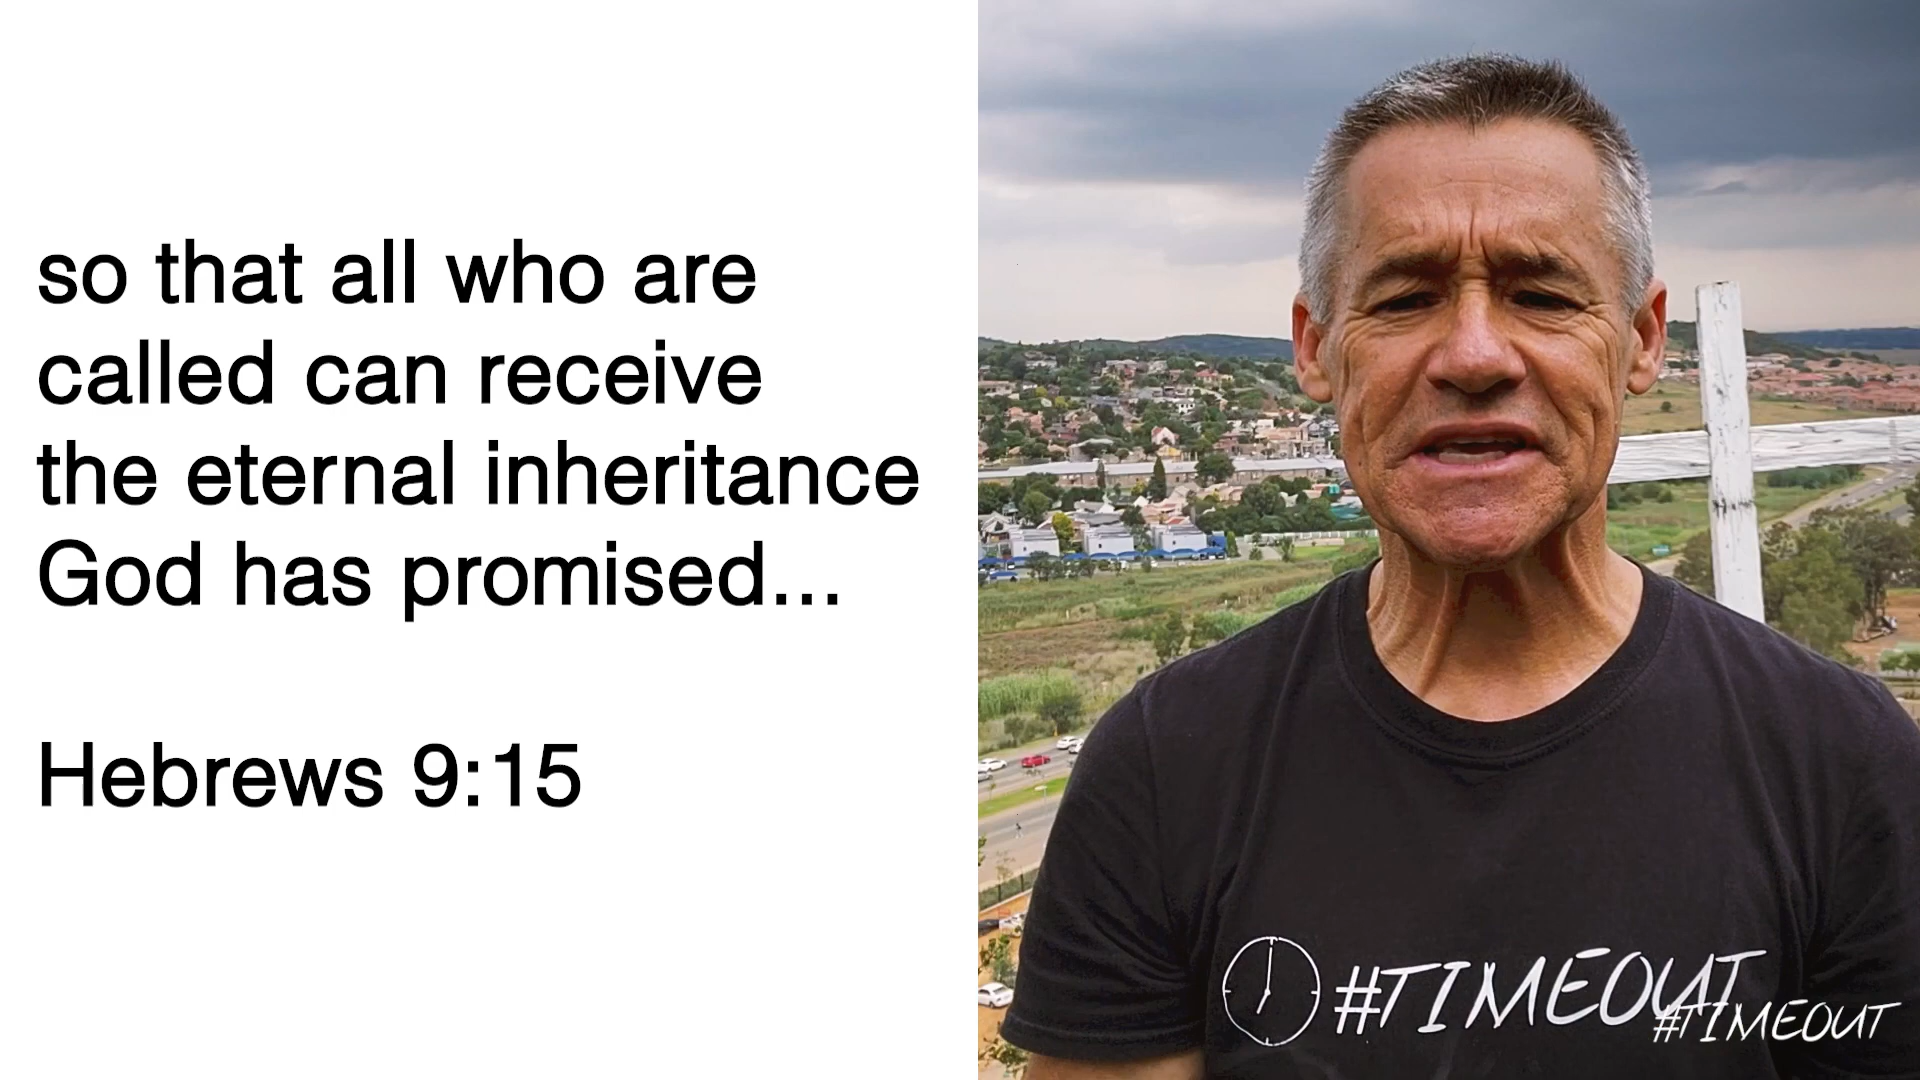 so that all who are
called can receive
the eternal inheritance
God has promised...
Hebrews 9:15
#TIMEOUT
#TIMEOUT